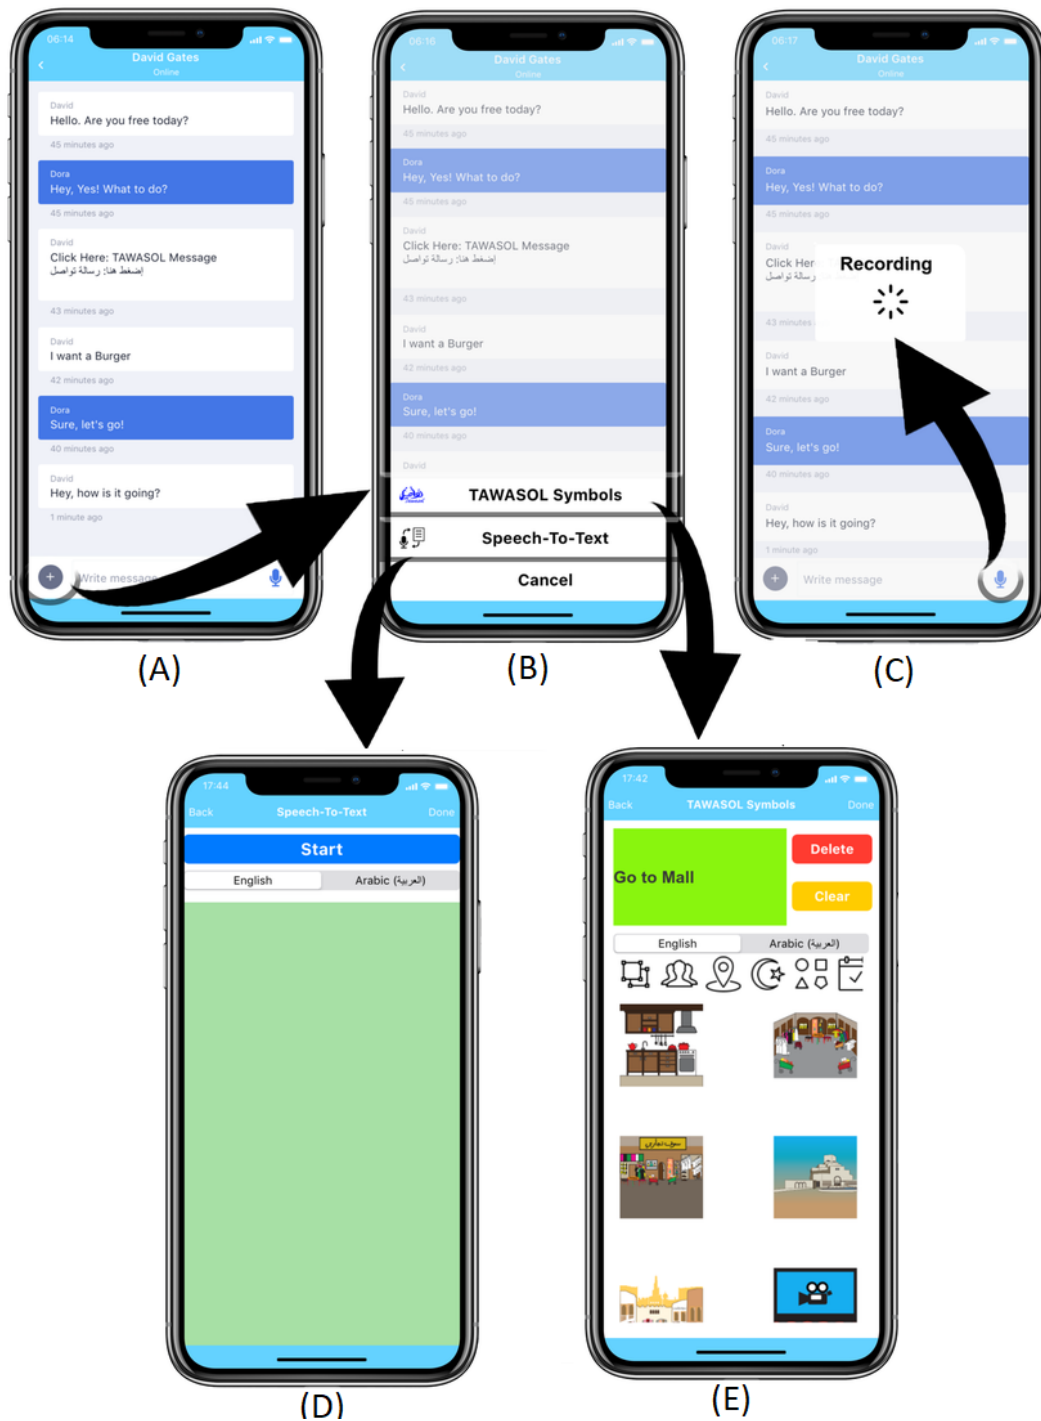 06:14
David Gates
Online
David
Hello. Are you free today?
45 minutes ago
Dora
Hey, Yes! What to do?
45 minutes ago
David
Click Here: TAWASOL Message
إضغط هنا: رسالة تواصل
43 minutes ago
David
I want a Burger
42 minutes ago
Dora
Sure, let's go!
40 minutes ago
David
Hey, how is it going?
1 minute ago
Write message
(A)
06:16
David Gates
Online
David
Hello. Are you free today?
45 minutes ago
Dora
Hey, Yes! What to do?
45 minutes ago
David
Click Here: TAWASOL Message
إضغط هنا: رسالة تواصل
43 minutes ago
David
I want a Burger
42 minutes ago
Dora
Sure, let's go!
40 minutes ago
David
TAWASOL Symbols
Speech-To-Text
Cancel
(B)
06:17
David Gates
Online
David
Hello. Are you free today?
45 minutes ago
Dora
Hey, Yes! What to do?
45 minutes ago
David
Click Her
رسالة تواصل
Recording
43 minutes
David
I want a Burger
42 minutes ago
Dora
Sure, let's go!
40 minutes ago
David
Hey, how is it going?
1 minute ago
Write message
(C)
17:44
Back Speech-To-Text Done
Start
English Arabic (العربية)
(D)
17:42
Back TAWASOL Symbols Done
Go to Mall
Delete
Clear
English Arabic (العربية)
(E)